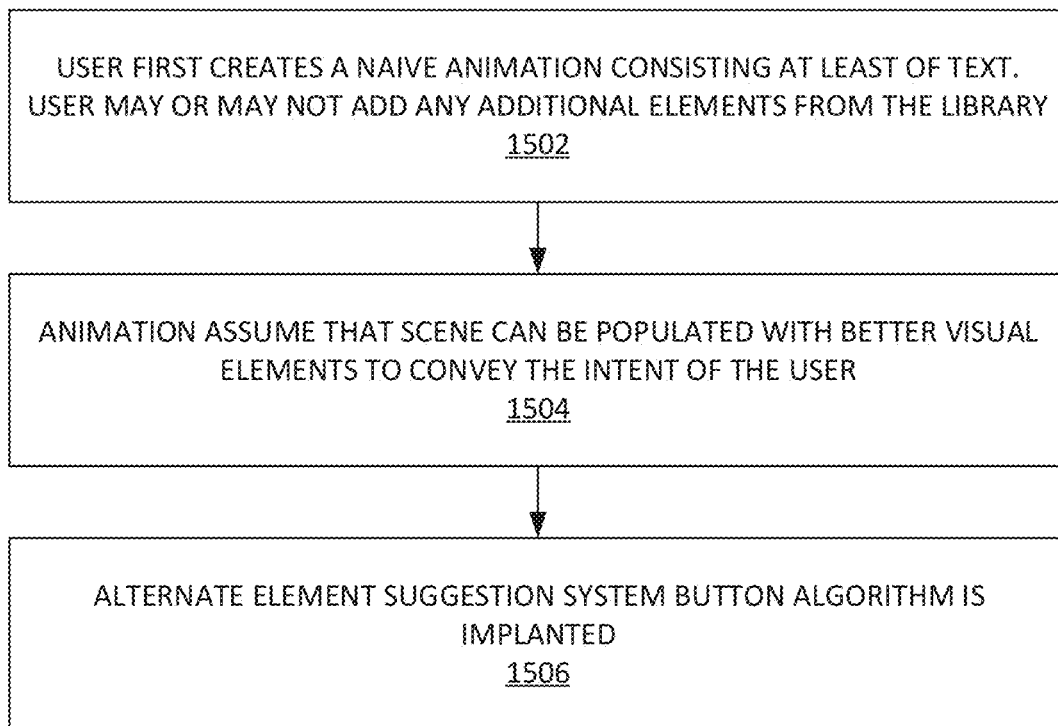 USER FIRST CREATES A NAIVE ANIMATION CONSISTING AT LEAST OF TEXT.
USER MAY OR MAY NOT ADD ANY ADDITIONAL ELEMENTS FROM THE LIBRARY
1502
ANIMATION ASSUME THAT SCENE CAN BE POPULATED WITH BETTER VISUAL
ELEMENTS TO CONVEY THE INTENT OF THE USER
1504
ALTERNATE ELEMENT SUGGESTION SYSTEM BUTTON ALGORITHM IS
IMPLANTED
1506